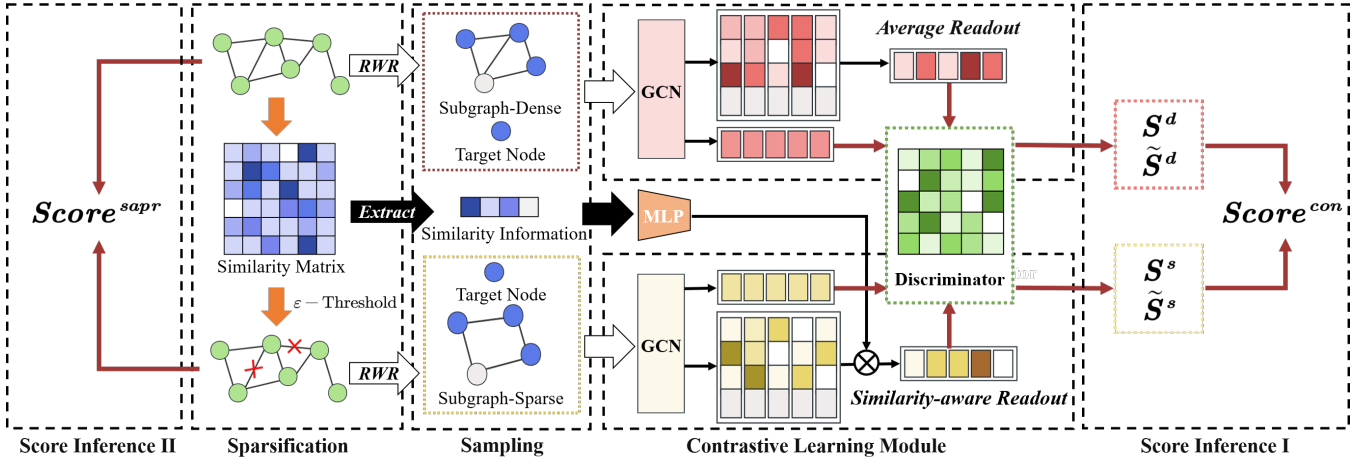 Score^{sapr}
Score Inference II
RWR
Similarity Matrix
ε − Threshold
RWR
Sparsification
Extract
Subgraph-Dense
Target Node
Similarity Information
Target Node
Subgraph-Sparse
Sampling
GCN
Average Readout
MLP
Discriminator
GCN
Similarity-aware Readout
Contrastive Learning Module
S^d
S̃^d
S^s
S̃^s
Score^{con}
Score Inference I